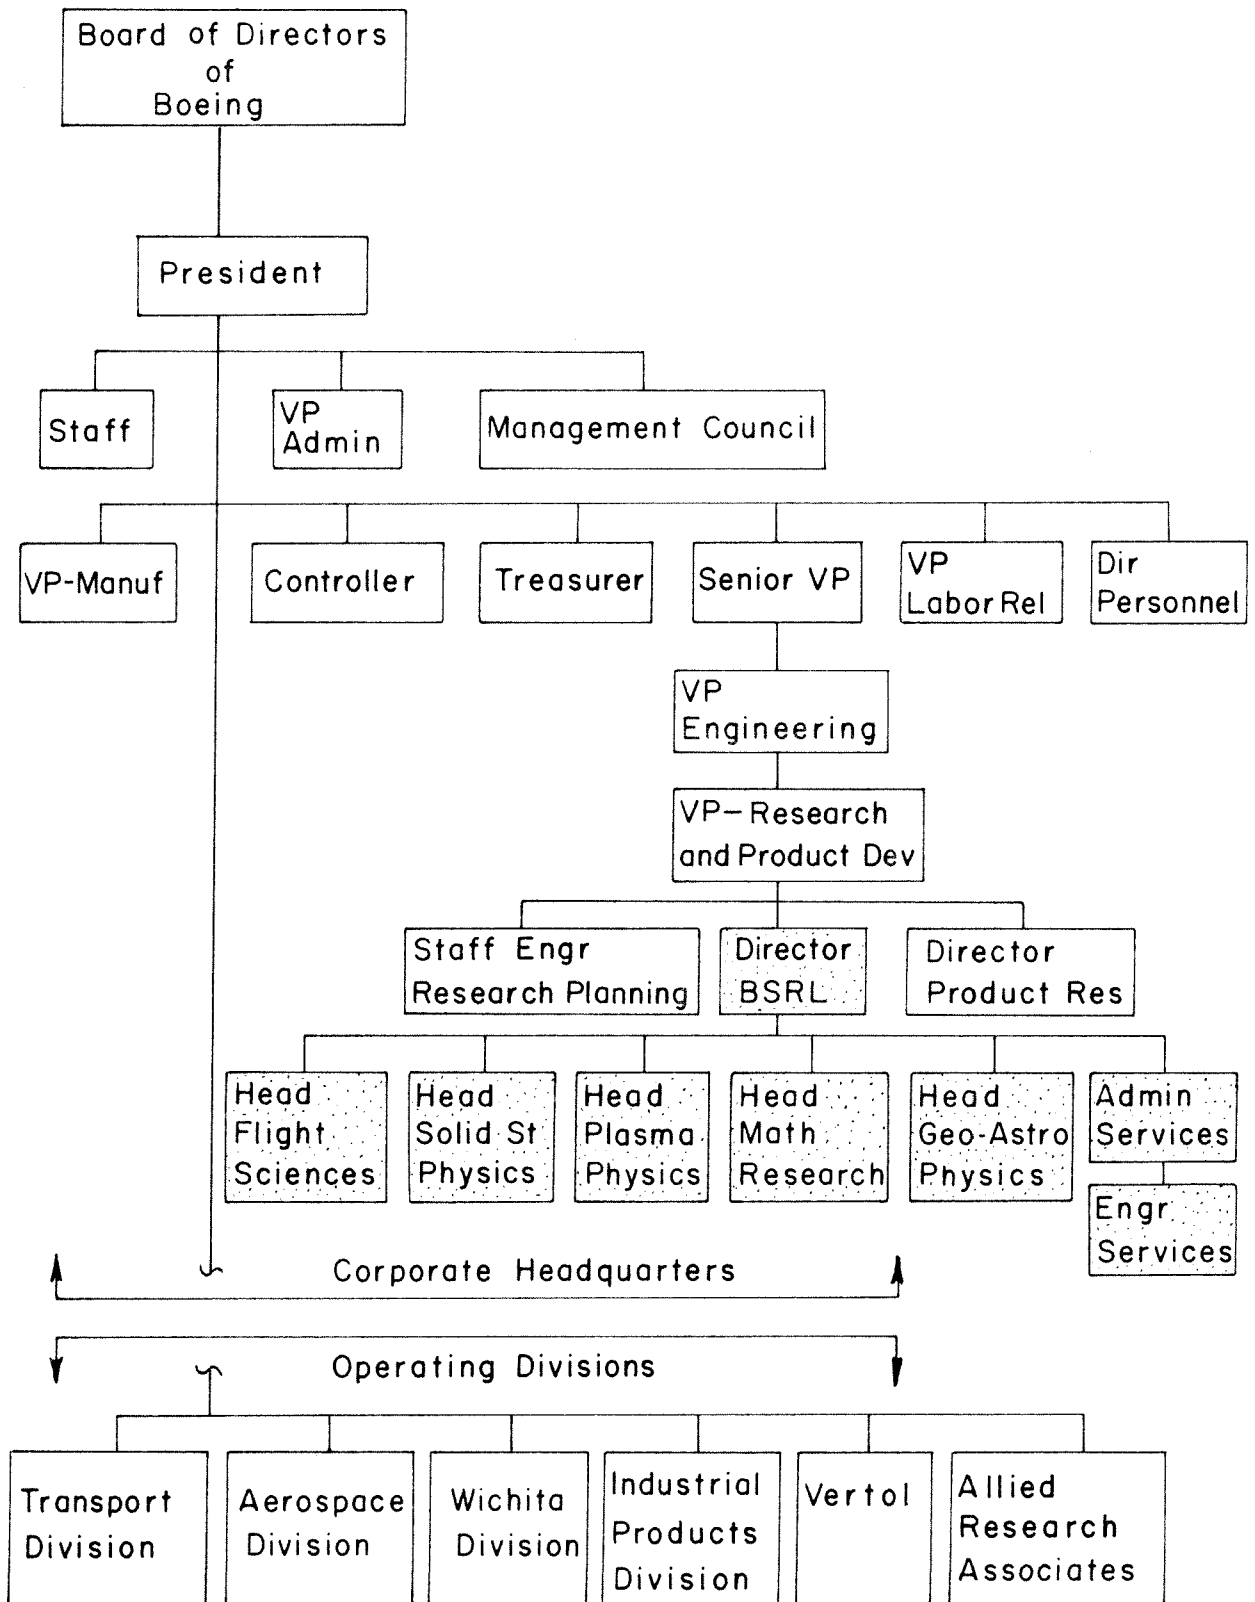 Board of Directors
of
Boeing
President
Staff
VP
Admin
Management Council
VP-Manuf
Controller
Treasurer
Senior VP
VP
Labor Rel
Dir
Personnel
VP
Engineering
VP-Research
and Product Dev
Staff Engr
Research Planning
Director
BSRL
Director
Product Res
Head
Flight
Sciences
Head
Solid St
Physics
Head
Plasma
Physics
Head
Math
Research
Head
Geo-Astro
Physics
Admin
Services
Engr
Services
Corporate Headquarters
Operating Divisions
Transport
Division
Aerospace
Division
Wichita
Division
Industrial
Products
Division
Vertol
Allied
Research
Associates